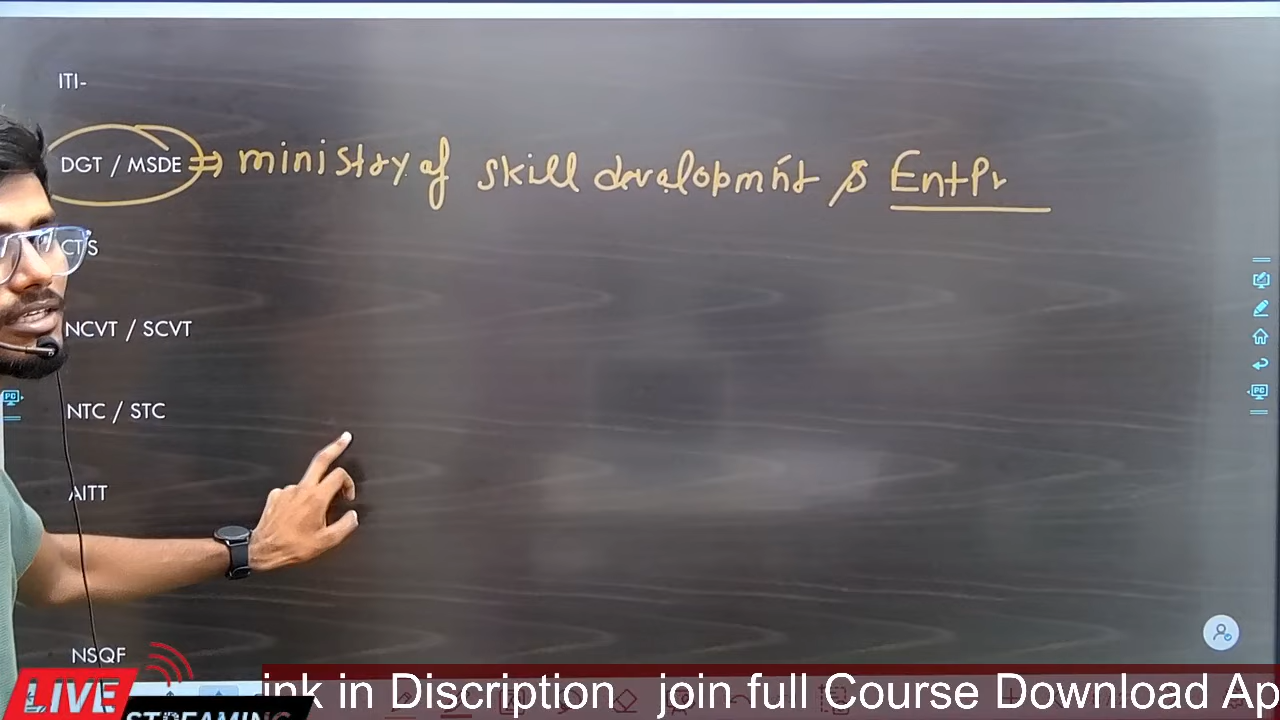 ITI-
DGT / MSDE ⇒ ministry of skill development & Entpr
CTS
NCVT / SCVT
NTC / STC
AITT
NSQF
LIVE
STREAMING
ink in Discription join full Course Download Ap